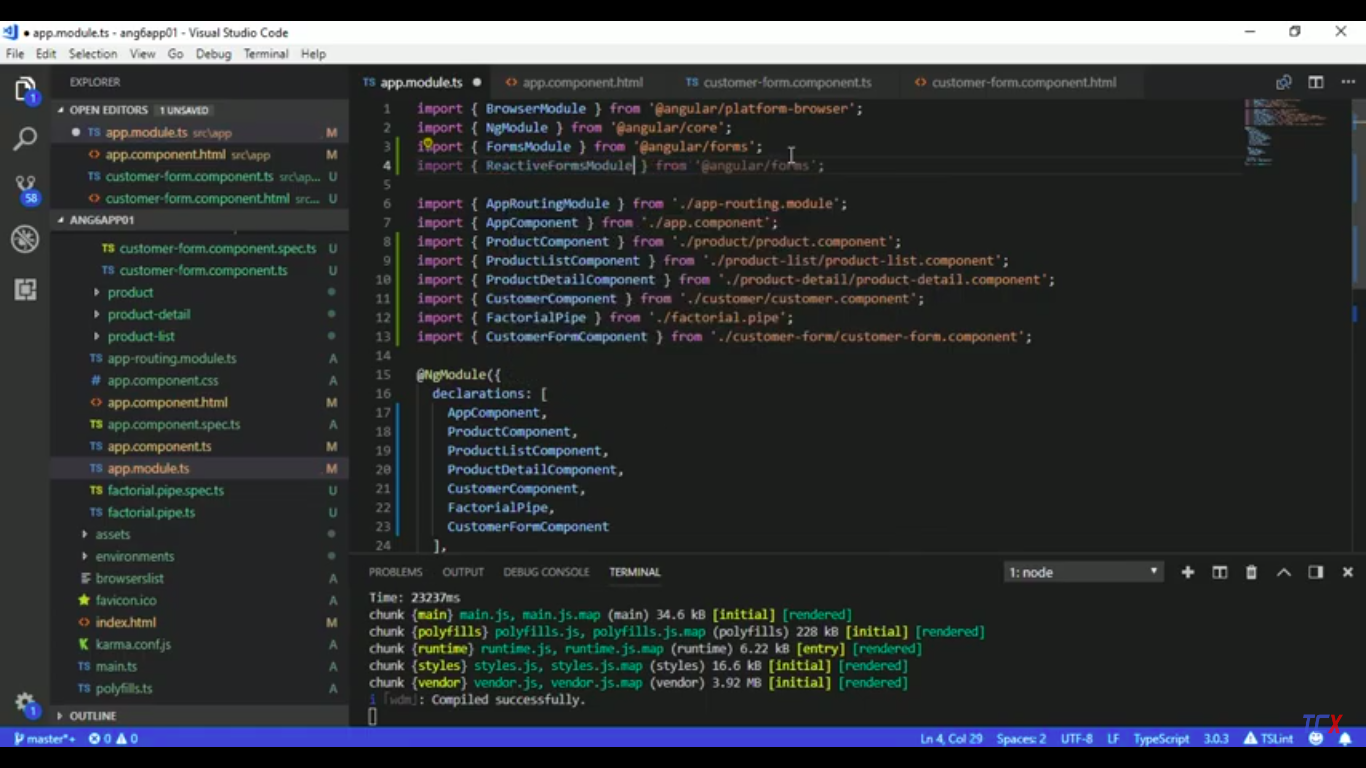 app.module.ts - ang6app01 - Visual Studio Code
File Edit Selection View Go Debug Terminal Help
EXPLORER
OPEN EDITORS 1 UNSAVED
TS app.module.ts src\app M
<> app.component.html src\app M
TS customer-form.component.ts src\ap... U
<> customer-form.component.html src... U
ANG6APP01
TS customer-form.component.spec.ts U
TS customer-form.component.ts U
product
product-detail
product-list
TS app-routing.module.ts A
# app.component.css A
<> app.component.html M
TS app.component.spec.ts A
TS app.component.ts M
TS app.module.ts M
TS factorial.pipe.spec.ts U
TS factorial.pipe.ts U
assets
environments
browserslist A
favicon.ico A
<> index.html M
karma.conf.js A
TS main.ts A
TS polyfills.ts A
OUTLINE
1
58
1
TS app.module.ts <> app.component.html TS customer-form.component.ts <> customer-form.component.html
1 import { BrowserModule } from '@angular/platform-browser';
2 import { NgModule } from '@angular/core';
3 import { FormsModule } from '@angular/forms';
4 import { ReactiveFormsModule } from '@angular/forms';
5
6 import { AppRoutingModule } from './app-routing.module';
7 import { AppComponent } from './app.component';
8 import { ProductComponent } from './product/product.component';
9 import { ProductListComponent } from './product-list/product-list.component';
10 import { ProductDetailComponent } from './product-detail/product-detail.component';
11 import { CustomerComponent } from './customer/customer.component';
12 import { FactorialPipe } from './factorial.pipe';
13 import { CustomerFormComponent } from './customer-form/customer-form.component';
14
15 @NgModule({
16 declarations: [
17 AppComponent,
18 ProductComponent,
19 ProductListComponent,
20 ProductDetailComponent,
21 CustomerComponent,
22 FactorialPipe,
23 CustomerFormComponent
24 ],
PROBLEMS OUTPUT DEBUG CONSOLE TERMINAL 1: node
Time: 23237ms
chunk {main} main.js, main.js.map (main) 34.6 kB [initial] [rendered]
chunk {polyfills} polyfills.js, polyfills.js.map (polyfills) 228 kB [initial] [rendered]
chunk {runtime} runtime.js, runtime.js.map (runtime) 6.22 kB [entry] [rendered]
chunk {styles} styles.js, styles.js.map (styles) 16.6 kB [initial] [rendered]
chunk {vendor} vendor.js, vendor.js.map (vendor) 3.92 MB [initial] [rendered]
i ｢wdm｣: Compiled successfully.
TCX
master*+ 0 0 Ln 4, Col 29 Spaces: 2 UTF-8 LF TypeScript 3.0.3 TSLint